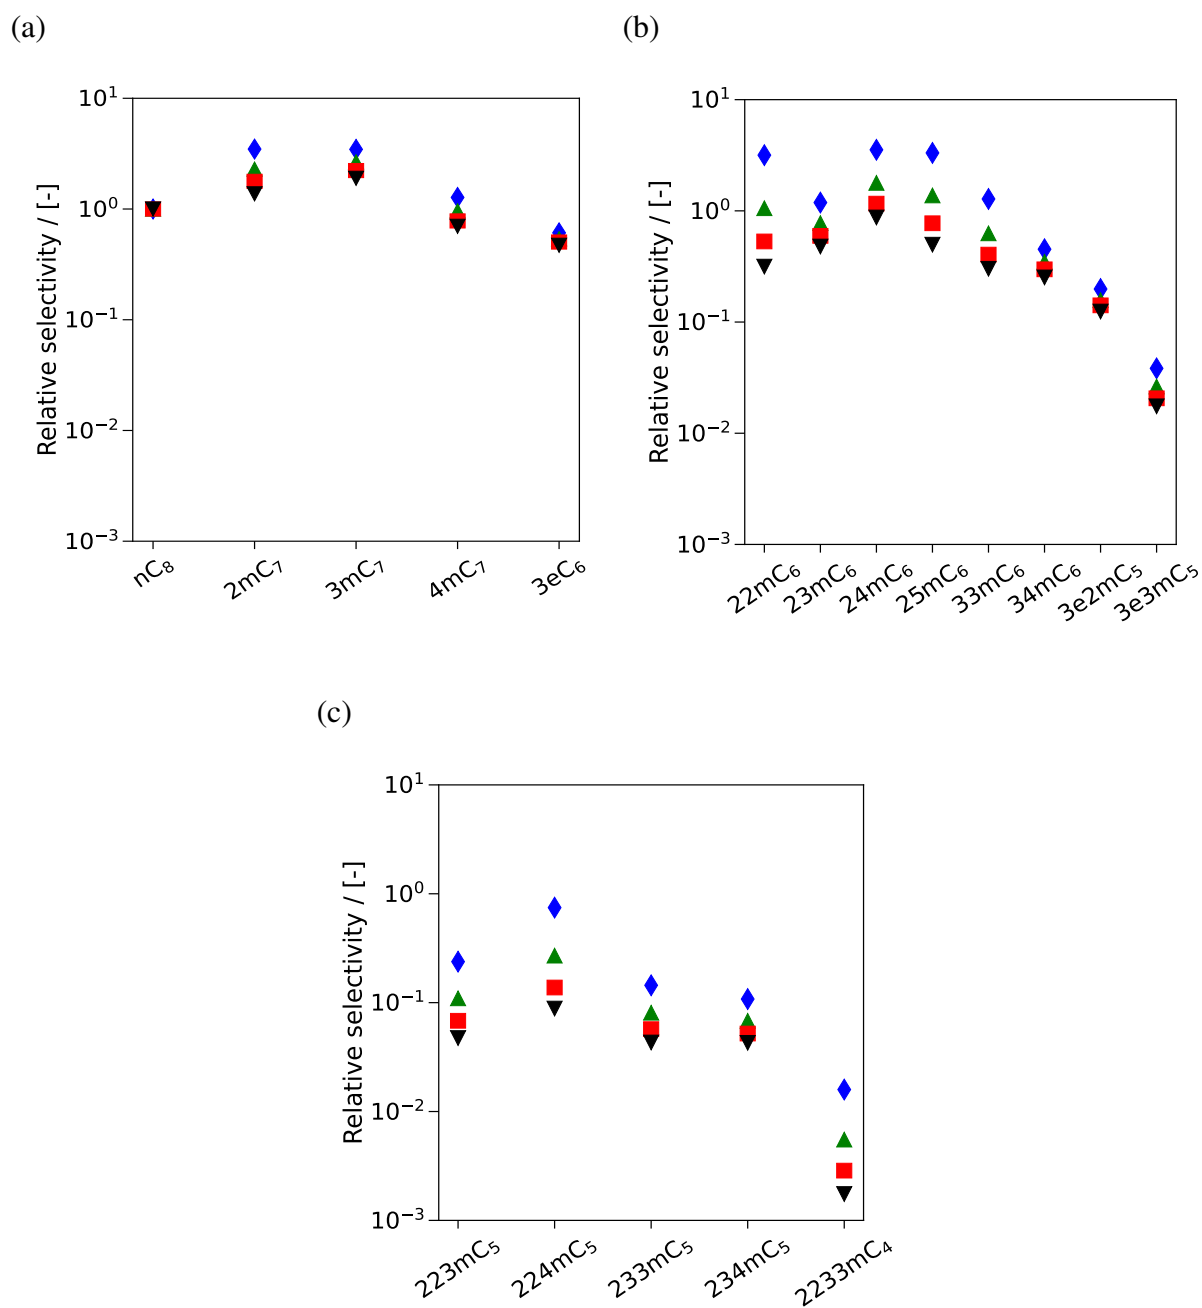 (a)
Relative selectivity / [-]
10¹
10⁰
10⁻¹
10⁻²
10⁻³
nC₈
2mC₇
3mC₇
4mC₇
3eC₆
(b)
Relative selectivity / [-]
10¹
10⁰
10⁻¹
10⁻²
10⁻³
22mC₆
23mC₆
24mC₆
25mC₆
33mC₆
34mC₆
3e2mC₅
3e3mC₅
(c)
Relative selectivity / [-]
10¹
10⁰
10⁻¹
10⁻²
10⁻³
223mC₅
224mC₅
233mC₅
234mC₅
2233mC₄